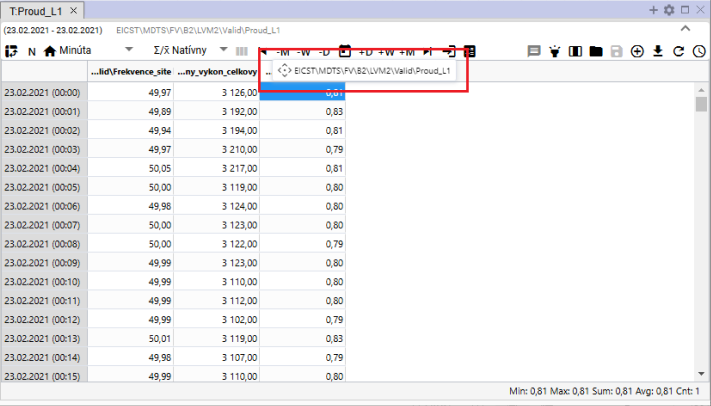 T:Proud_L1 ×
(23.02.2021 - 23.02.2021) EICST\MDTS\FV\B2\LVM2\Valid\Proud_L1
N Minúta Σ/x̄ Natívny -M -W -D +D +W +M
...lid\Frekvence_site ...ny_vykon_celkovy ... EICST\MDTS\FV\B2\LVM2\Valid\Proud_L1
23.02.2021 (00:00) 49,97 3 126,00 0,81
23.02.2021 (00:01) 49,89 3 192,00 0,83
23.02.2021 (00:02) 49,94 3 194,00 0,81
23.02.2021 (00:03) 49,97 3 210,00 0,79
23.02.2021 (00:04) 50,05 3 217,00 0,81
23.02.2021 (00:05) 50,00 3 119,00 0,80
23.02.2021 (00:06) 49,98 3 124,00 0,80
23.02.2021 (00:07) 50,00 3 123,00 0,80
23.02.2021 (00:08) 50,00 3 122,00 0,79
23.02.2021 (00:09) 49,99 3 123,00 0,80
23.02.2021 (00:10) 49,99 3 110,00 0,80
23.02.2021 (00:11) 49,99 3 112,00 0,80
23.02.2021 (00:12) 49,99 3 110,00 0,79
23.02.2021 (00:13) 50,01 3 119,00 0,83
23.02.2021 (00:14) 49,98 3 107,00 0,79
23.02.2021 (00:15) 49,99 3 110,00 0,80
Min: 0,81 Max: 0,81 Sum: 0,81 Avg: 0,81 Cnt: 1